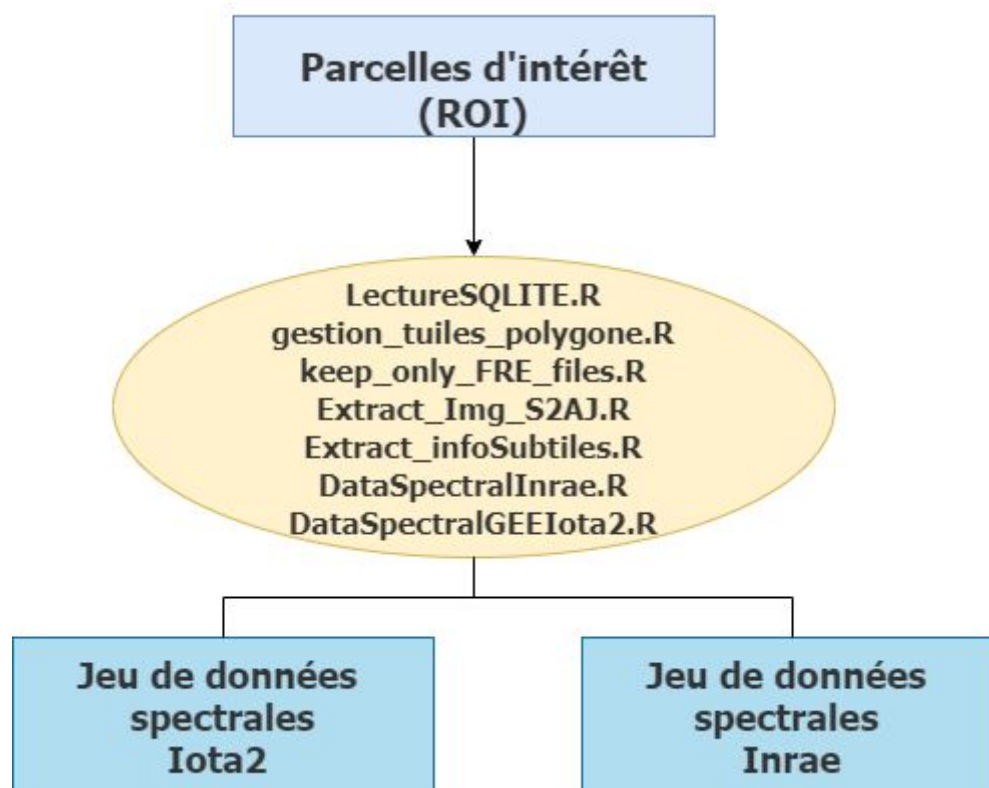 Parcelles d'intérêt
(ROI)
LectureSQLITE.R
gestion_tuiles_polygone.R
keep_only_FRE_files.R
Extract_Img_S2AJ.R
Extract_infoSubtiles.R
DataSpectralInrae.R
DataSpectralGEEIota2.R
Jeu de données
spectrales
Iota2
Jeu de données
spectrales
Inrae